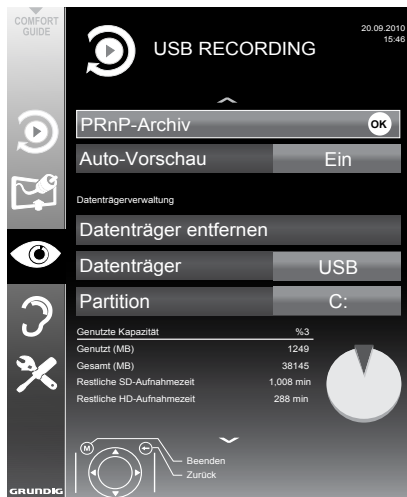 COMFORT
GUIDE
USB RECORDING
20.09.2010
15:46
PRnP-Archiv OK
Auto-Vorschau Ein
Datenträgerverwaltung
Datenträger entfernen
Datenträger USB
Partition C:
Genutzte Kapazität %3
Genutzt (MB) 1249
Gesamt (MB) 38145
Restliche SD-Aufnahmezeit 1,008 min
Restliche HD-Aufnahmezeit 288 min
M
Beenden
Zurück
GRUNDIG